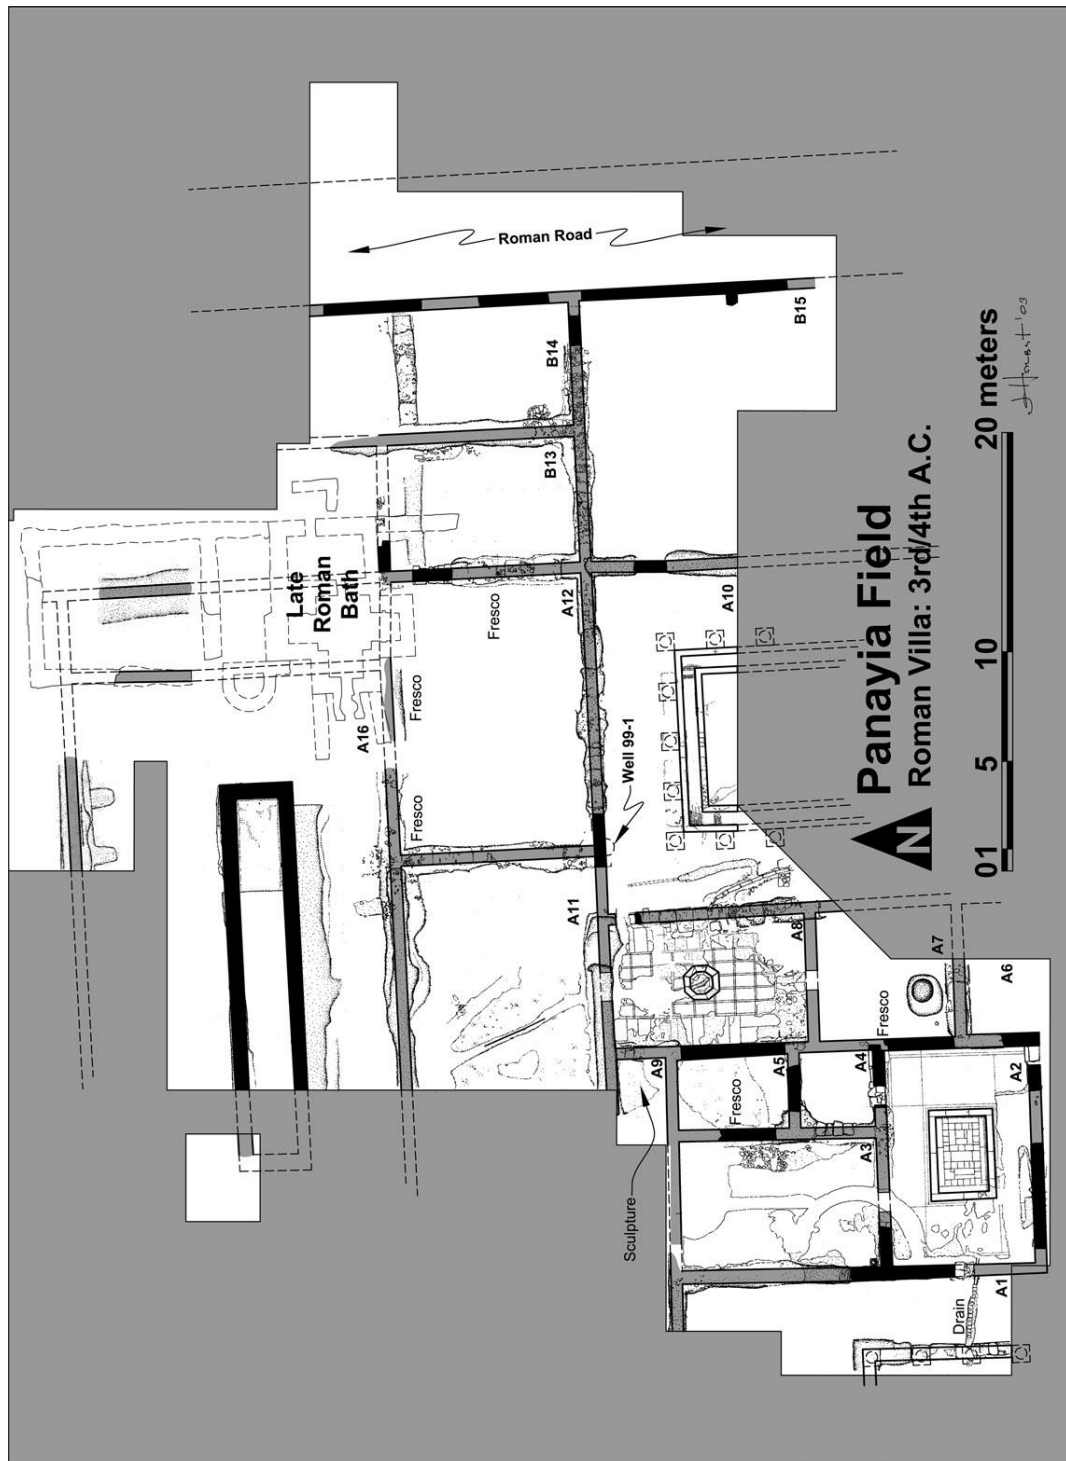 Roman Road
B15
B14
B13
Late
Roman
Bath
A16
Fresco
Fresco
Fresco
A12
A10
Well 99-1
A11
A8
A7
A6
Fresco
A9
A5
Fresco
A4
A3
A2
Sculpture
A1
Drain
N
Panayia Field
Roman Villa: 3rd/4th A.C.
0 1 5 10 20 meters